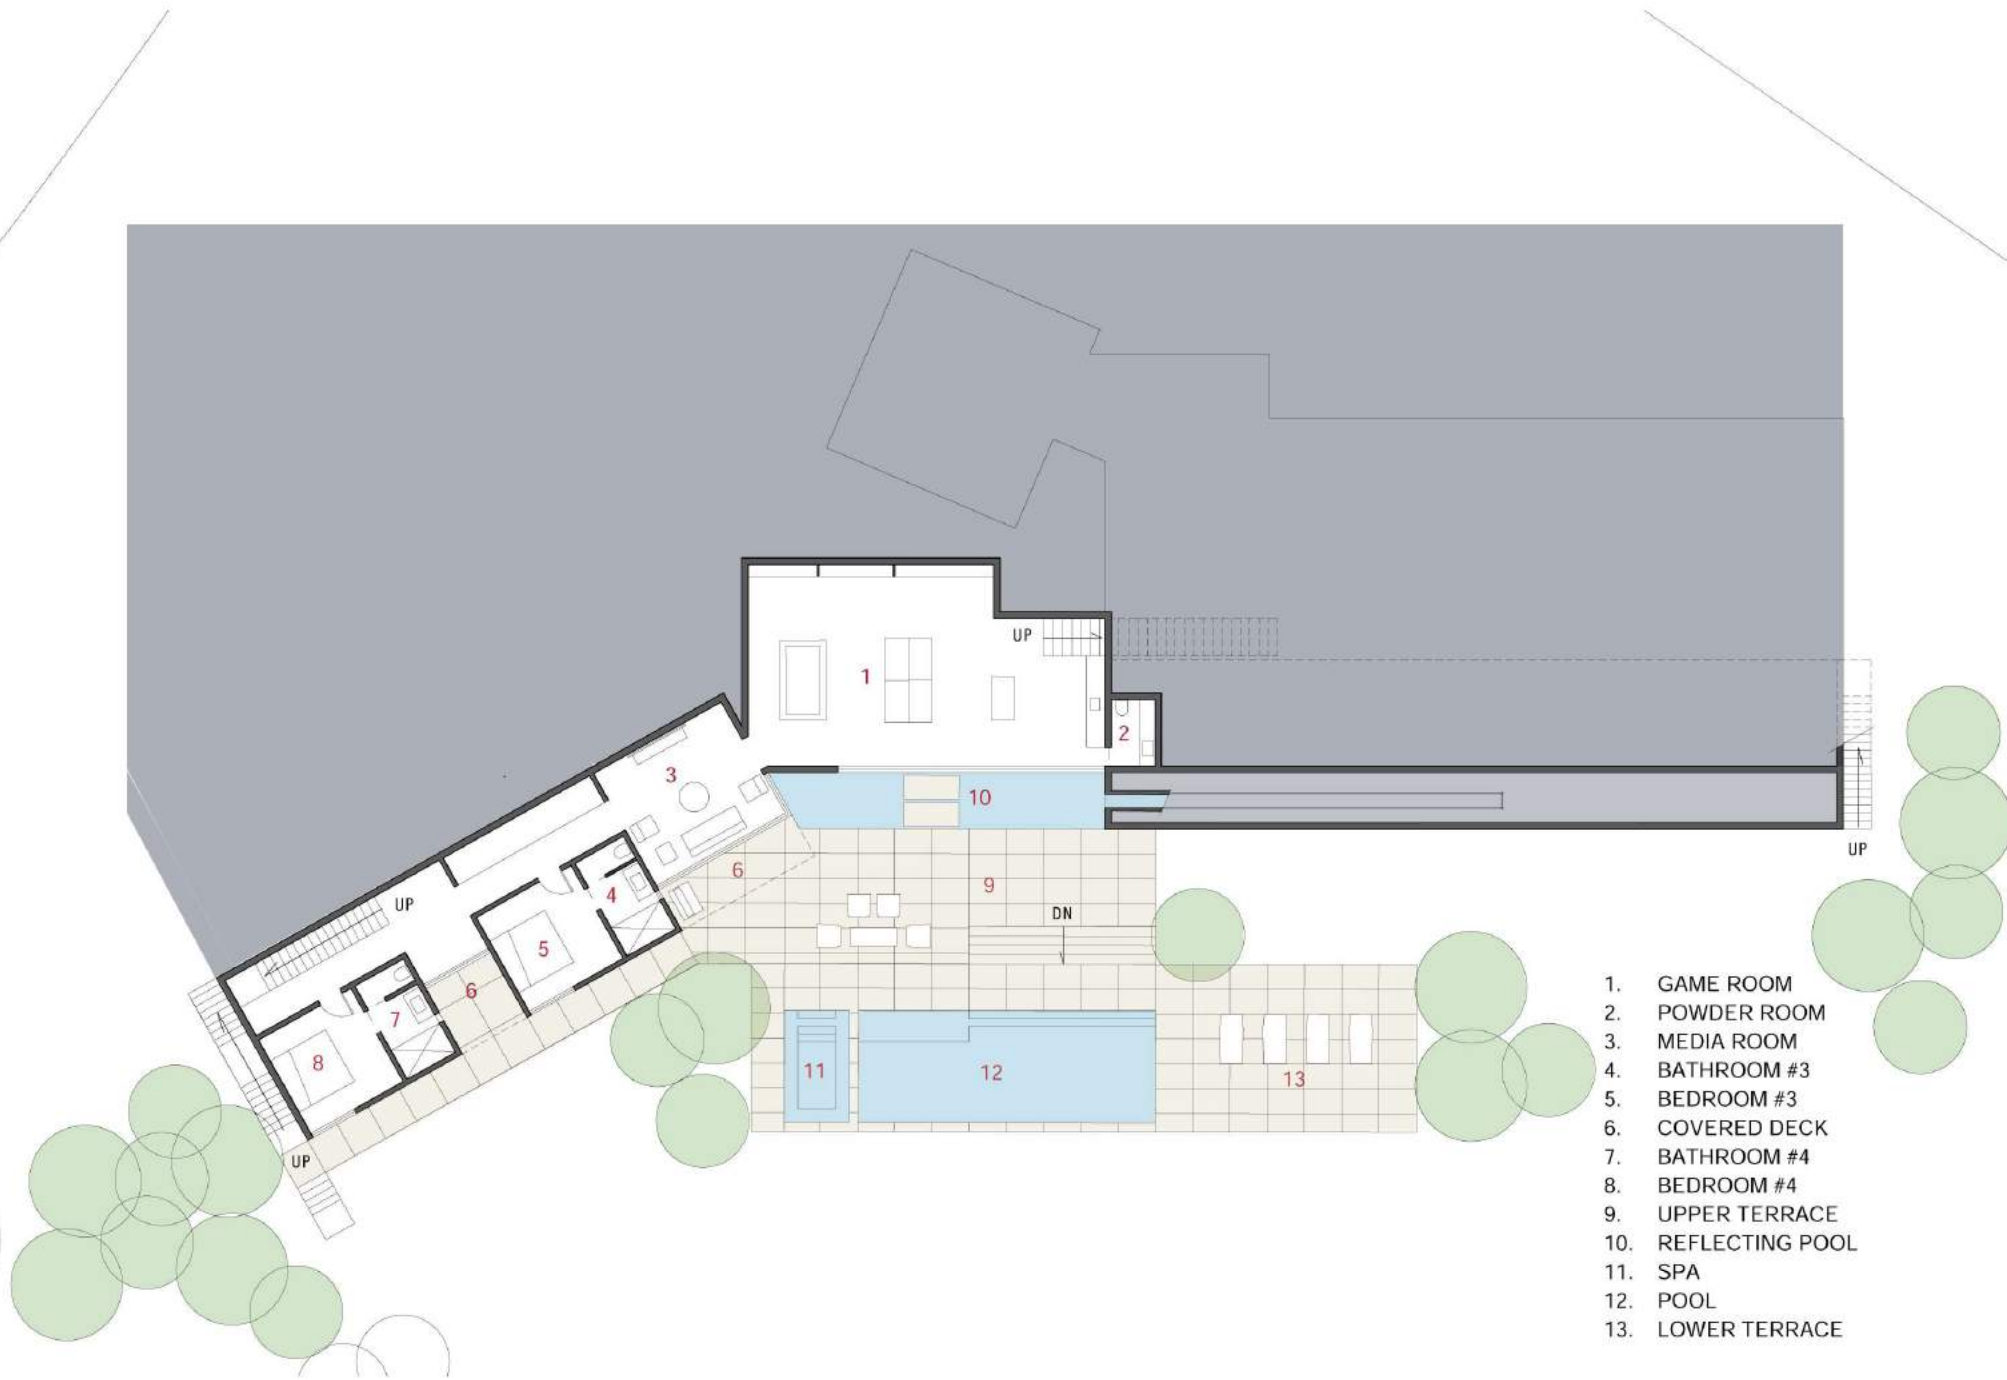 UP
1
2
3
10
UP
6
9
4
UP
DN
5
6
7
8
11
12
13
UP
1. GAME ROOM
2. POWDER ROOM
3. MEDIA ROOM
4. BATHROOM #3
5. BEDROOM #3
6. COVERED DECK
7. BATHROOM #4
8. BEDROOM #4
9. UPPER TERRACE
10. REFLECTING POOL
11. SPA
12. POOL
13. LOWER TERRACE